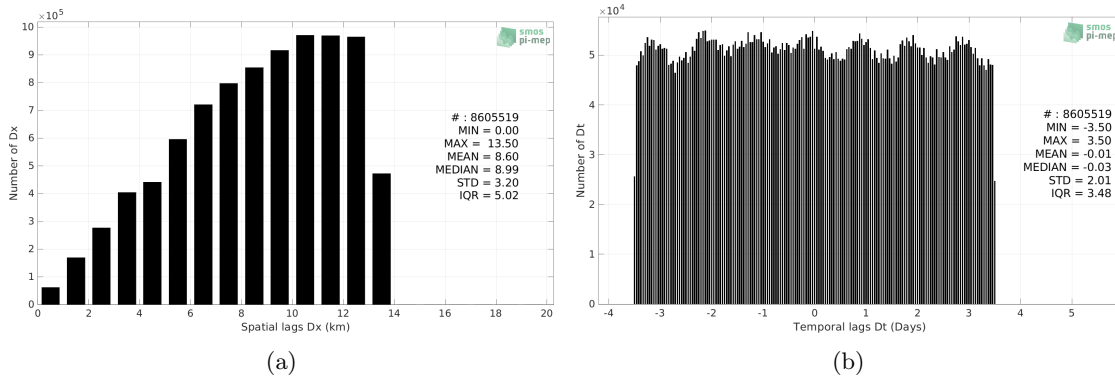 ×10⁵
10
9
8
7
6
5
4
3
2
1
0
Number of Dx
smos
pi-mep
# : 8605519
MIN = 0.00
MAX = 13.50
MEAN = 8.60
MEDIAN = 8.99
STD = 3.20
IQR = 5.02
0 2 4 6 8 10 12 14 16 18 20
Spatial lags Dx (km)
(a)
×10⁴
5
4
3
2
1
0
Number of Dt
smos
pi-mep
# : 8605519
MIN = -3.50
MAX = 3.50
MEAN = -0.01
MEDIAN = -0.03
STD = 2.01
IQR = 3.48
-4 -3 -2 -1 0 1 2 3 4 5
Temporal lags Dt (Days)
(b)